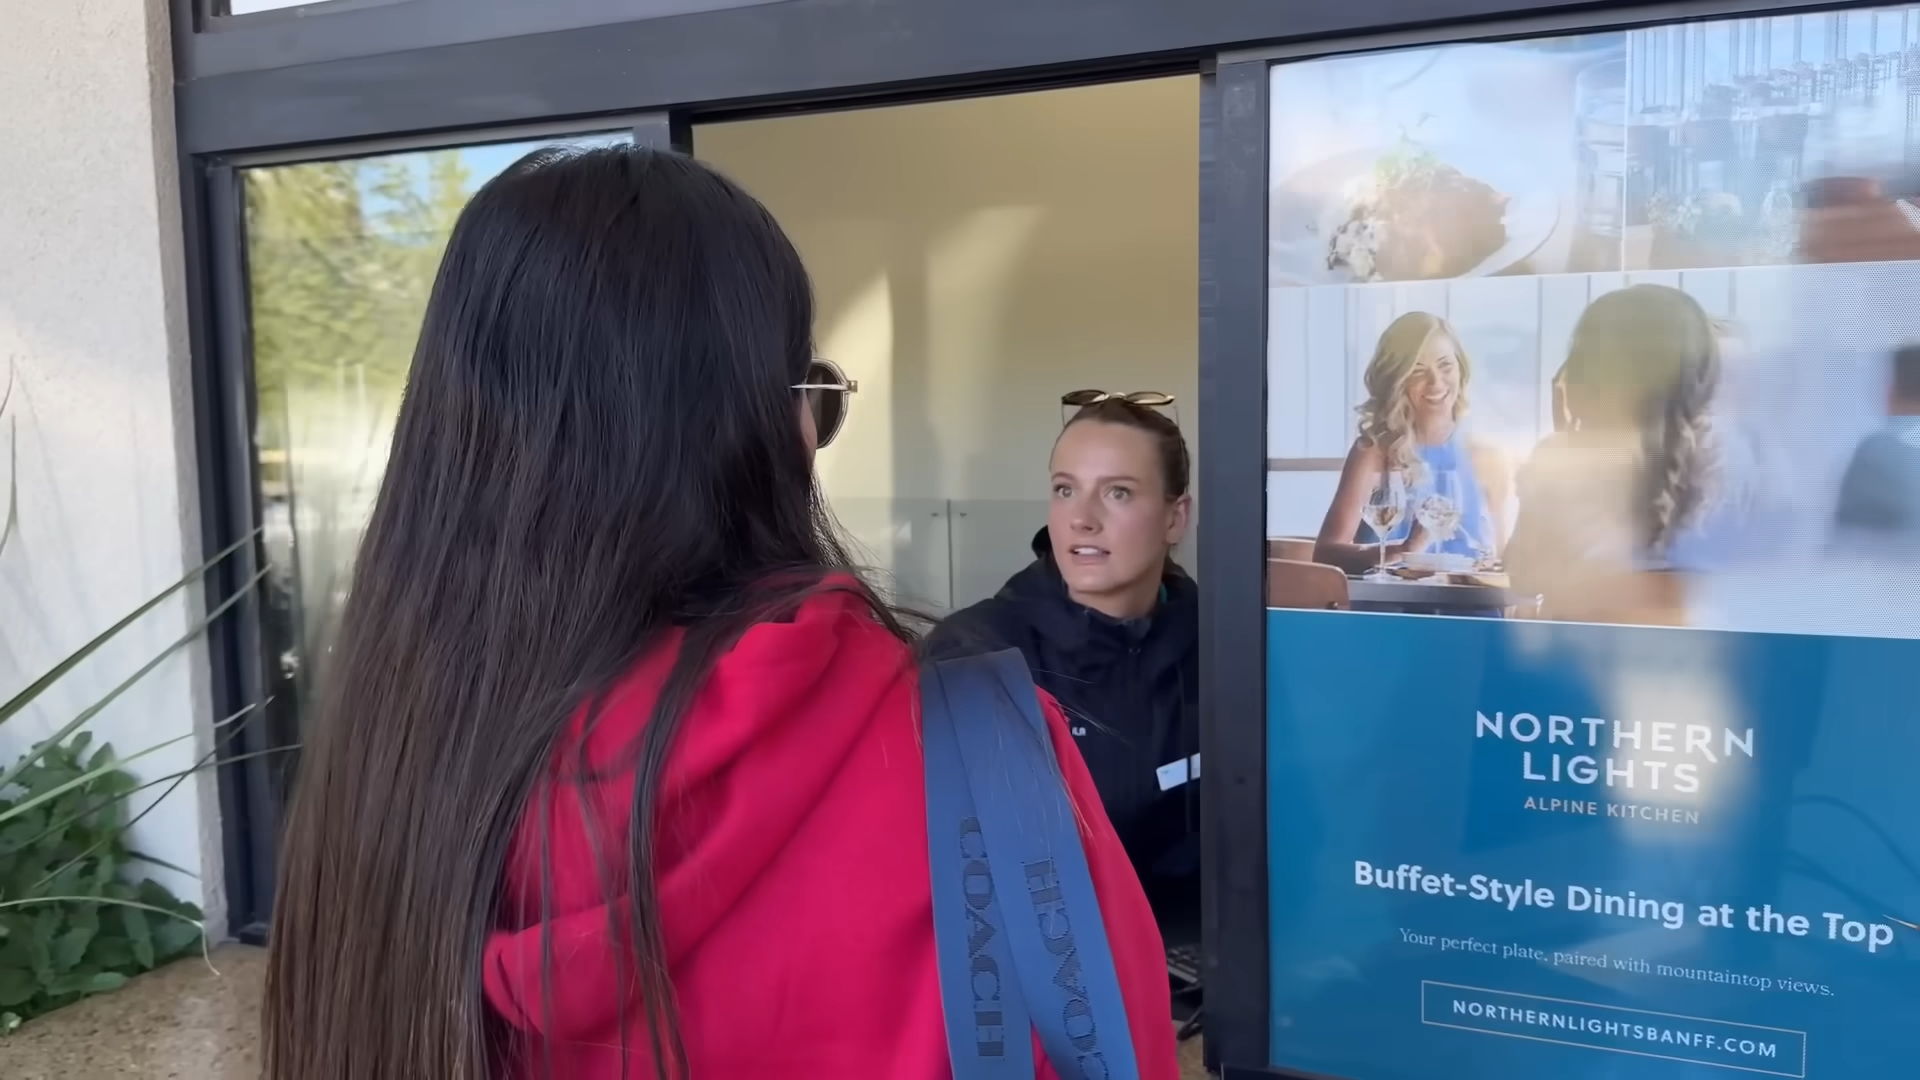 COACH
COACH
NORTHERN
LIGHTS
ALPINE KITCHEN
Buffet-Style Dining at the Top
Your perfect plate, paired with mountaintop views.
NORTHERNLIGHTSBANFF.COM